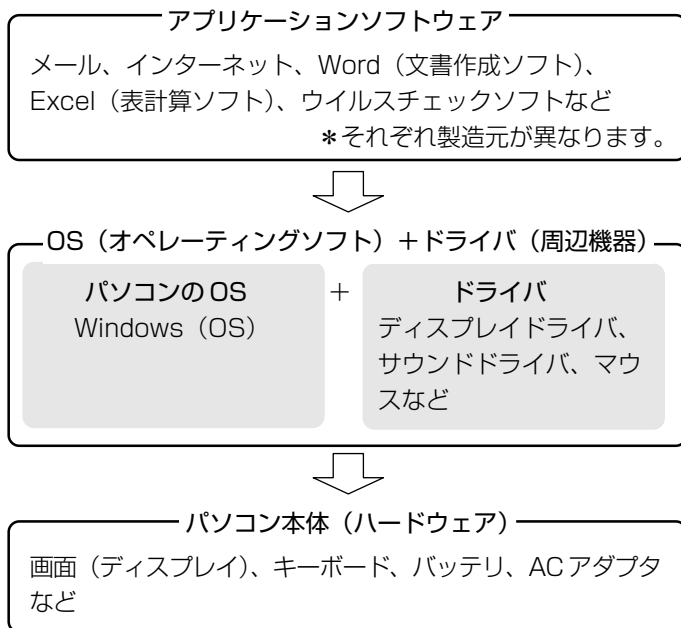 アプリケーションソフトウェア
メール、インターネット、Word（文書作成ソフト）、
Excel（表計算ソフト）、ウイルスチェックソフトなど
＊それぞれ製造元が異なります。
OS（オペレーティングソフト）＋ドライバ（周辺機器）
パソコンのOS
Windows（OS）
＋
ドライバ
ディスプレイドライバ、
サウンドドライバ、マウ
スなど
パソコン本体（ハードウェア）
画面（ディスプレイ）、キーボード、バッテリ、ACアダプタ
など